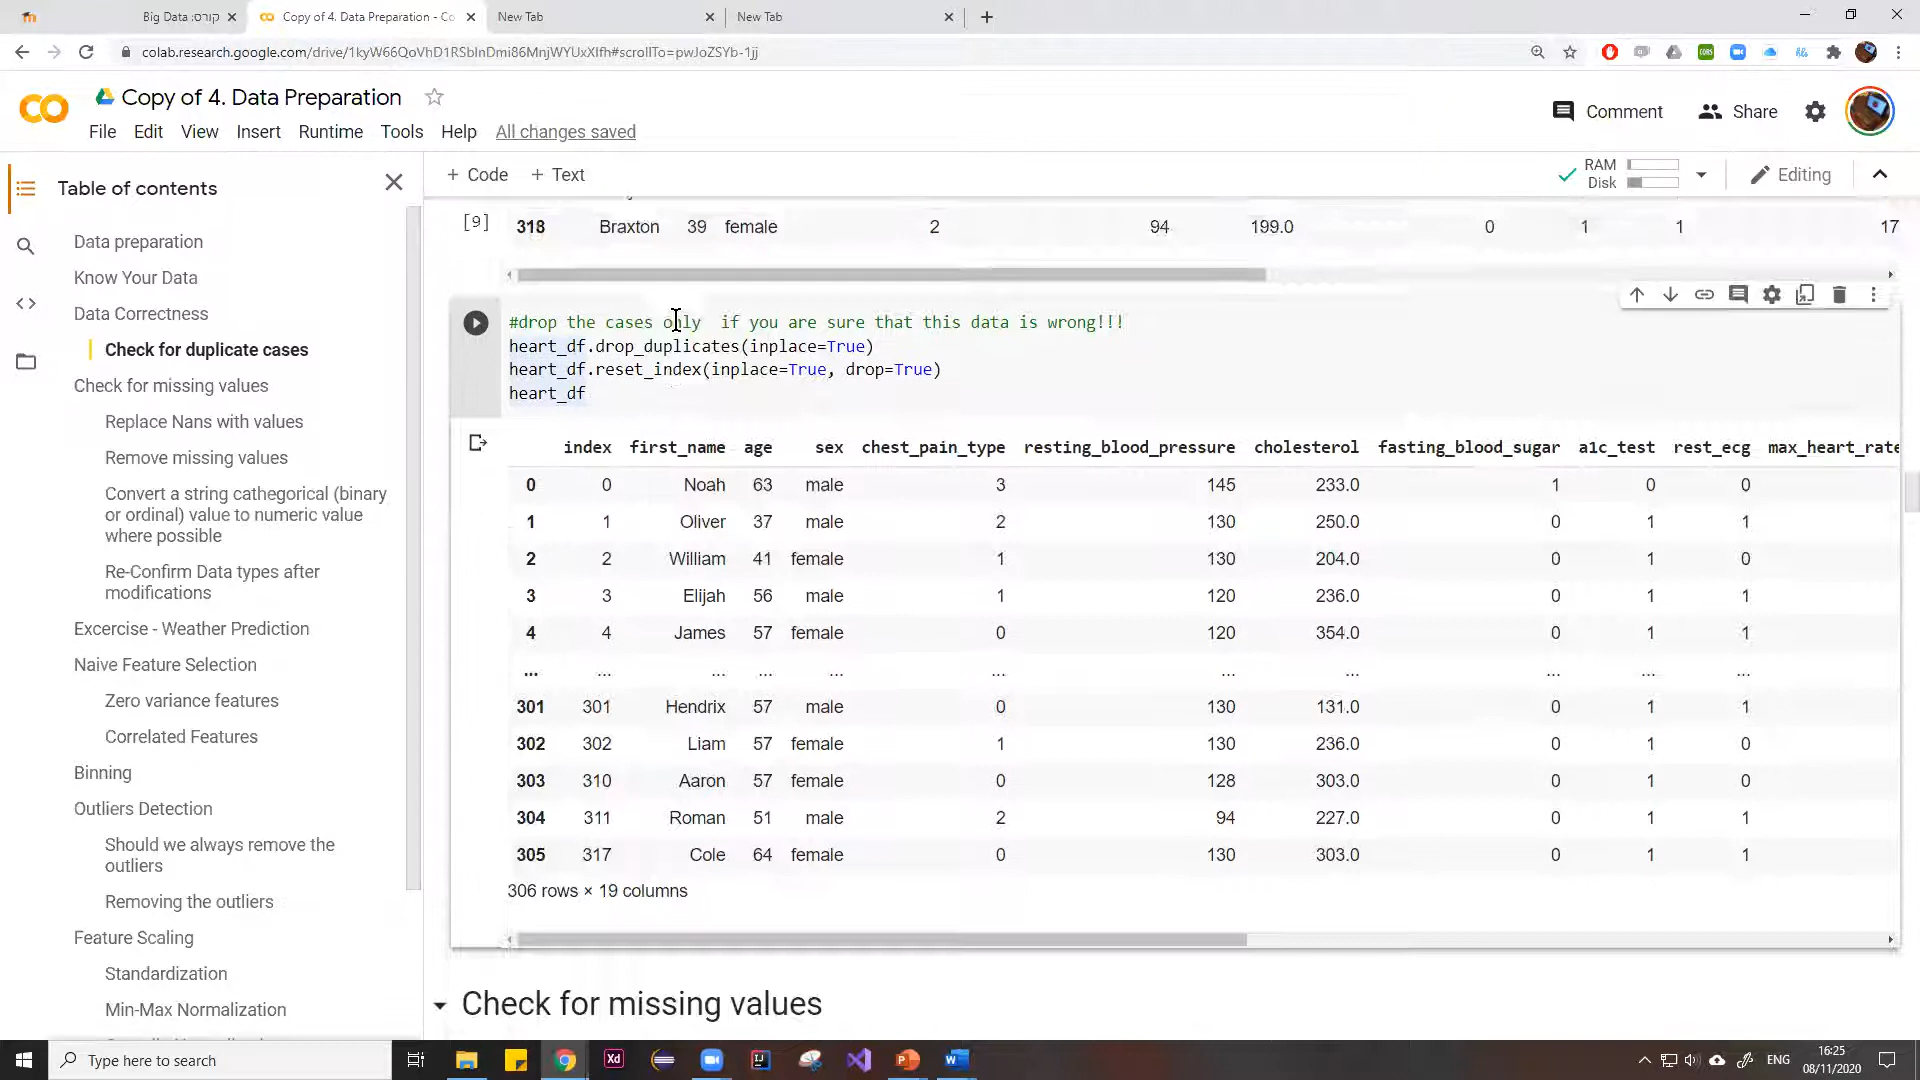 Big Data :קורס
Copy of 4. Data Preparation - Co
New Tab
New Tab
colab.research.google.com/drive/1kyW66QoVhD1RSbInDmi86MnjWYUxXIfh#scrollTo=pwJoZSYb-1jj
Copy of 4. Data Preparation
Comment
Share
File Edit View Insert Runtime Tools Help All changes saved
Table of contents
+ Code + Text
RAM
Disk
Editing
Data preparation
Know Your Data
Data Correctness
Check for duplicate cases
Check for missing values
Replace Nans with values
Remove missing values
Convert a string cathegorical (binary
or ordinal) value to numeric value
where possible
Re-Confirm Data types after
modifications
Excercise - Weather Prediction
Naive Feature Selection
Zero variance features
Correlated Features
Binning
Outliers Detection
Should we always remove the
outliers
Removing the outliers
Feature Scaling
Standardization
Min-Max Normalization
[9] 318 Braxton 39 female 2 94 199.0 0 1 1 17
#drop the cases only  if you are sure that this data is wrong!!!
heart_df.drop_duplicates(inplace=True)
heart_df.reset_index(inplace=True, drop=True)
heart_df
index first_name age sex chest_pain_type resting_blood_pressure cholesterol fasting_blood_sugar a1c_test rest_ecg max_heart_rate
0 0 Noah 63 male 3 145 233.0 1 0 0
1 1 Oliver 37 male 2 130 250.0 0 1 1
2 2 William 41 female 1 130 204.0 0 1 0
3 3 Elijah 56 male 1 120 236.0 0 1 1
4 4 James 57 female 0 120 354.0 0 1 1
... ... ... ... ... ... ... ... ... ... ...
301 301 Hendrix 57 male 0 130 131.0 0 1 1
302 302 Liam 57 female 1 130 236.0 0 1 0
303 310 Aaron 57 female 0 128 303.0 0 1 0
304 311 Roman 51 male 2 94 227.0 0 1 1
305 317 Cole 64 female 0 130 303.0 0 1 1
306 rows × 19 columns
Check for missing values
Type here to search
Xd
ENG
16:25
08/11/2020